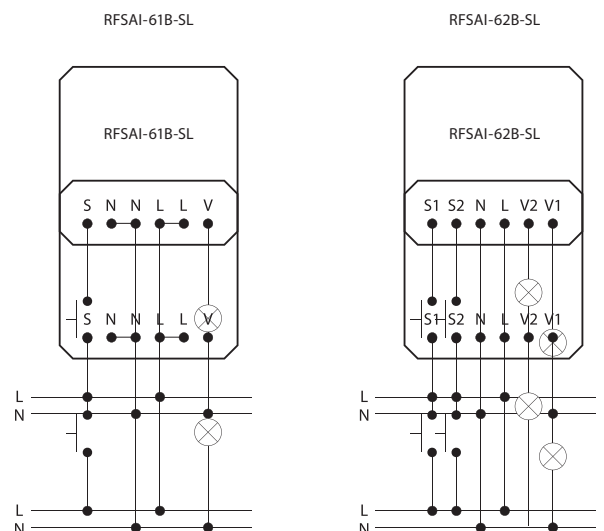 RFSAI-61B-SL RFSAI-62B-SL
RFSAI-61B-SL RFSAI-62B-SL
S N N L L V S1 S2 N L V2 V1
S N N L L V S1 S2 N L V2 V1
L L
N N
L L
N N